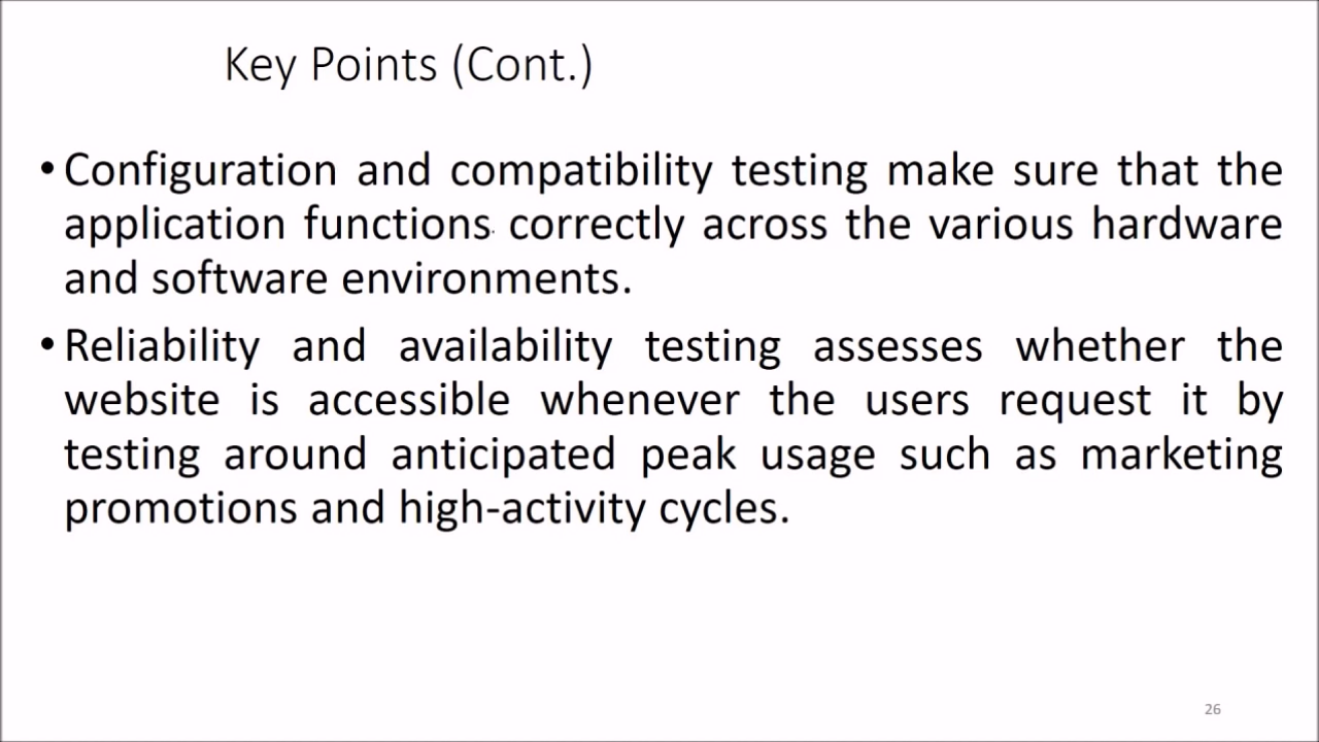 Key Points (Cont.)
• Configuration and compatibility testing make sure that the
application functions correctly across the various hardware
and software environments.
• Reliability and availability testing assesses whether the
website is accessible whenever the users request it by
testing around anticipated peak usage such as marketing
promotions and high-activity cycles.
26